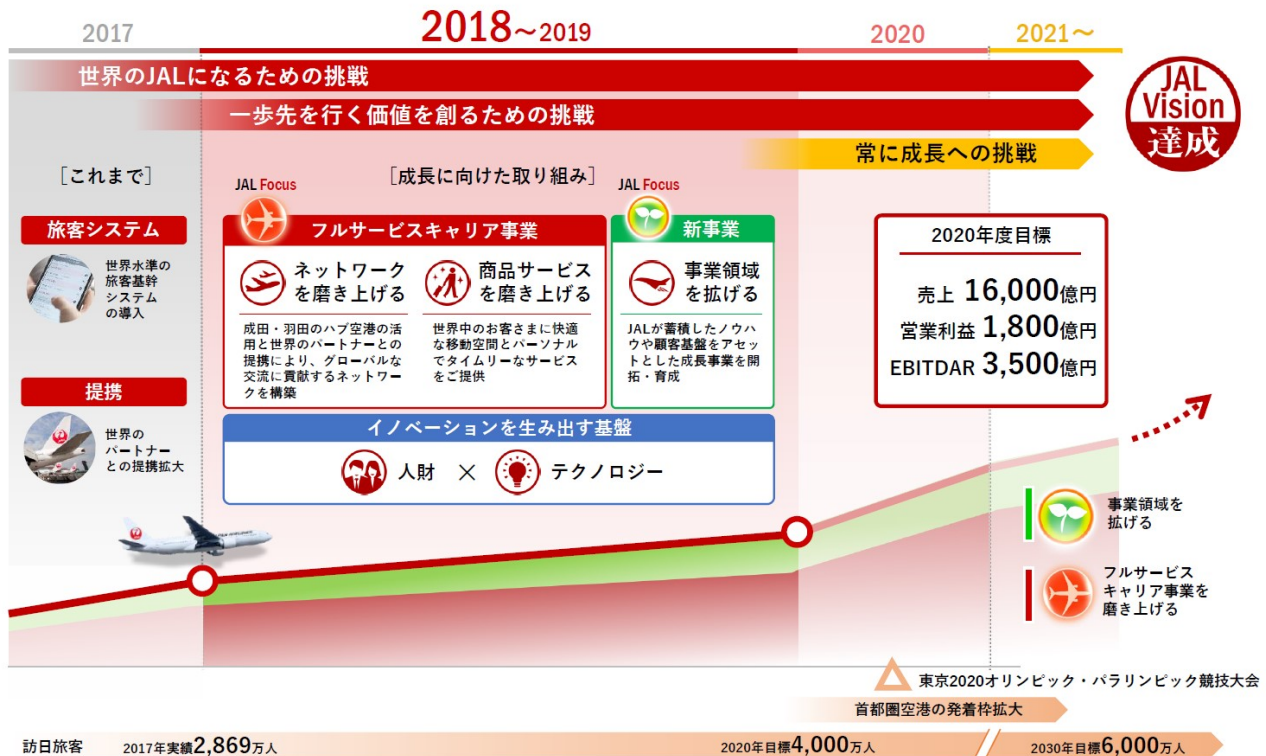 2017
2018～2019
2020
2021～
世界のJALになるための挑戦
一歩先を行く価値を創るための挑戦
常に成長への挑戦
JAL
Vision
達成
［これまで］
［成長に向けた取り組み］
旅客システム
世界水準の
旅客基幹
システム
の導入
提携
世界の
パートナー
との提携拡大
JAL Focus
フルサービスキャリア事業
ネットワーク
を磨き上げる
成田・羽田のハブ空港の活
用と世界のパートナーとの
提携により、グローバルな
交流に貢献するネットワー
クを構築
商品サービス
を磨き上げる
世界中のお客さまに快適
な移動空間とパーソナル
でタイムリーなサービス
をご提供
JAL Focus
新事業
事業領域
を拡げる
JALが蓄積したノウハ
ウや顧客基盤をアセッ
トとした成長事業を開
拓・育成
イノベーションを生み出す基盤
人財 × テクノロジー
2020年度目標
売上 16,000億円
営業利益 1,800億円
EBITDAR 3,500億円
事業領域を
拡げる
フルサービス
キャリア事業を
磨き上げる
東京2020オリンピック・パラリンピック競技大会
首都圏空港の発着枠拡大
訪日旅客 2017年実績2,869万人 2020年目標4,000万人 2030年目標6,000万人